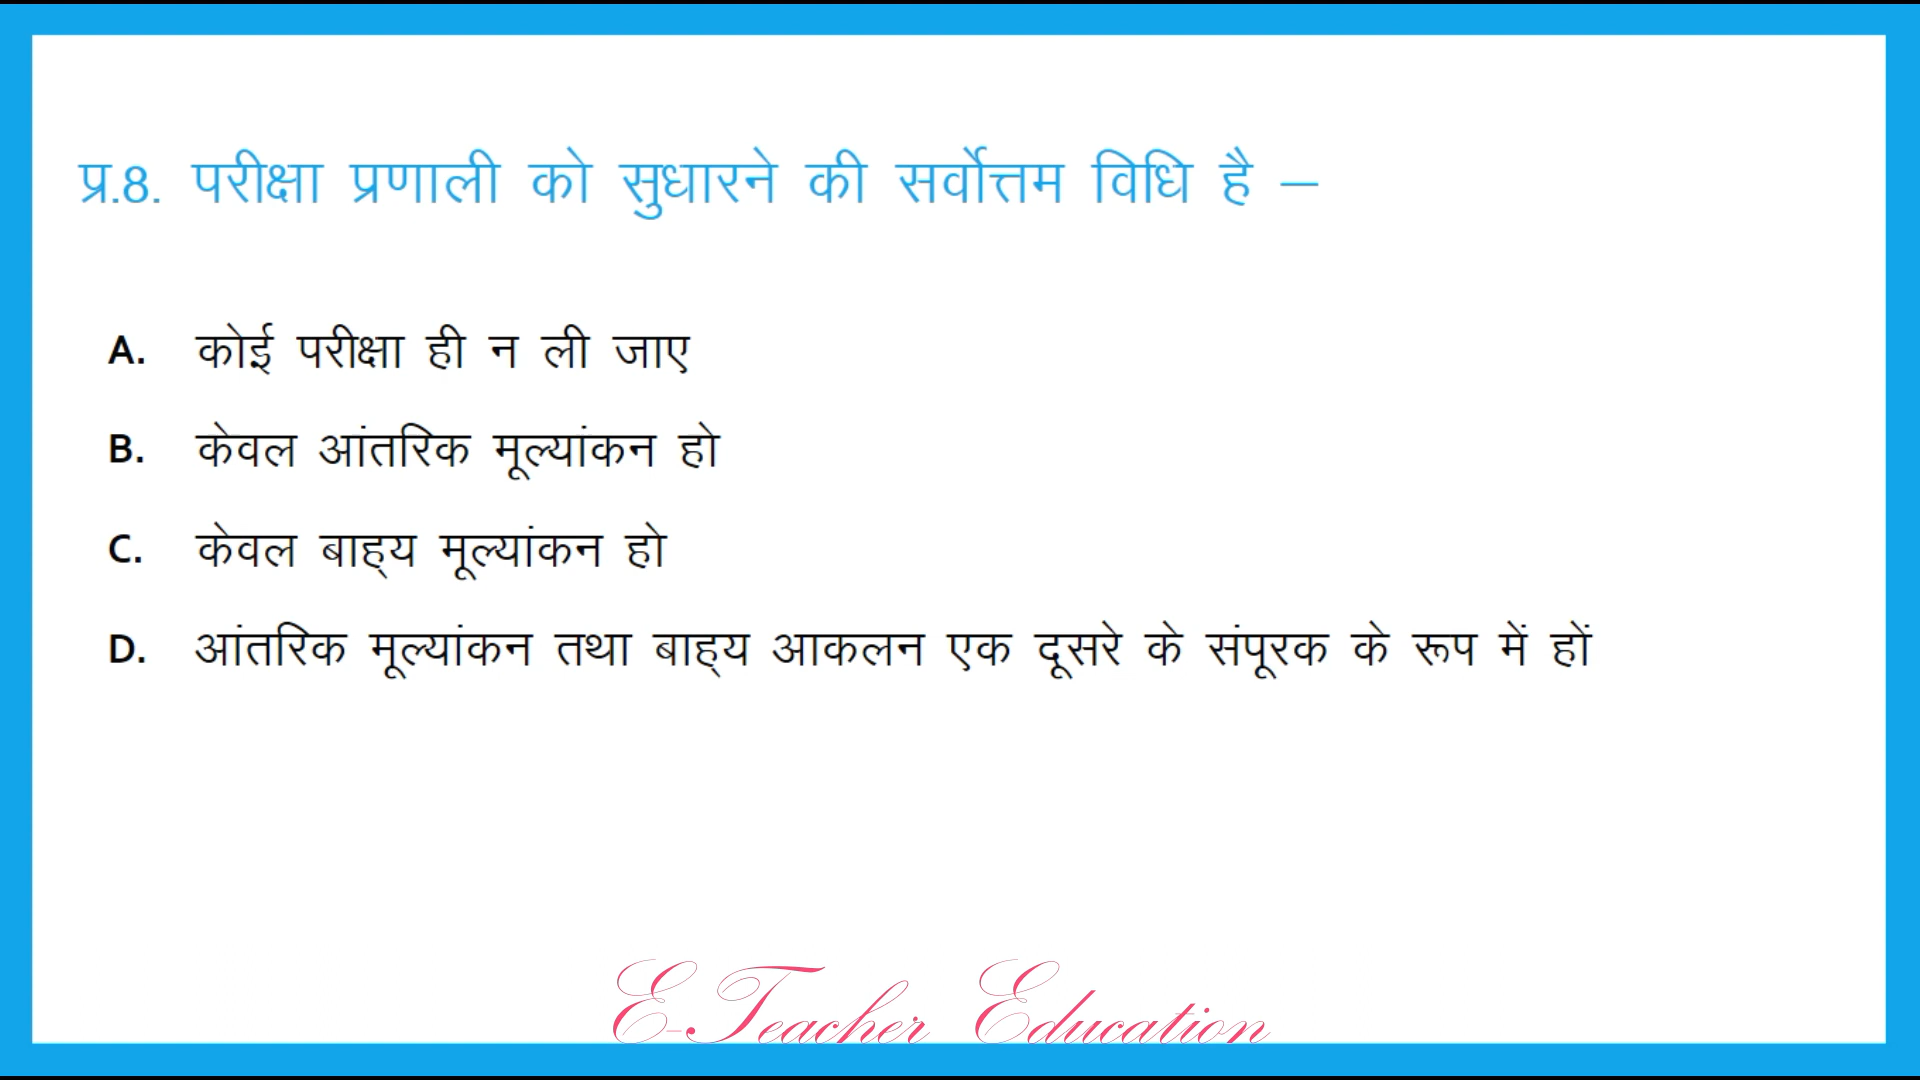 प्र.8. परीक्षा प्रणाली को सुधारने की सर्वोत्तम विधि है –
A. कोई परीक्षा ही न ली जाए
B. केवल आंतरिक मूल्यांकन हो
C. केवल बाह्य मूल्यांकन हो
D. आंतरिक मूल्यांकन तथा बाह्य आकलन एक दूसरे के संपूरक के रूप में हों
E-Teacher Education